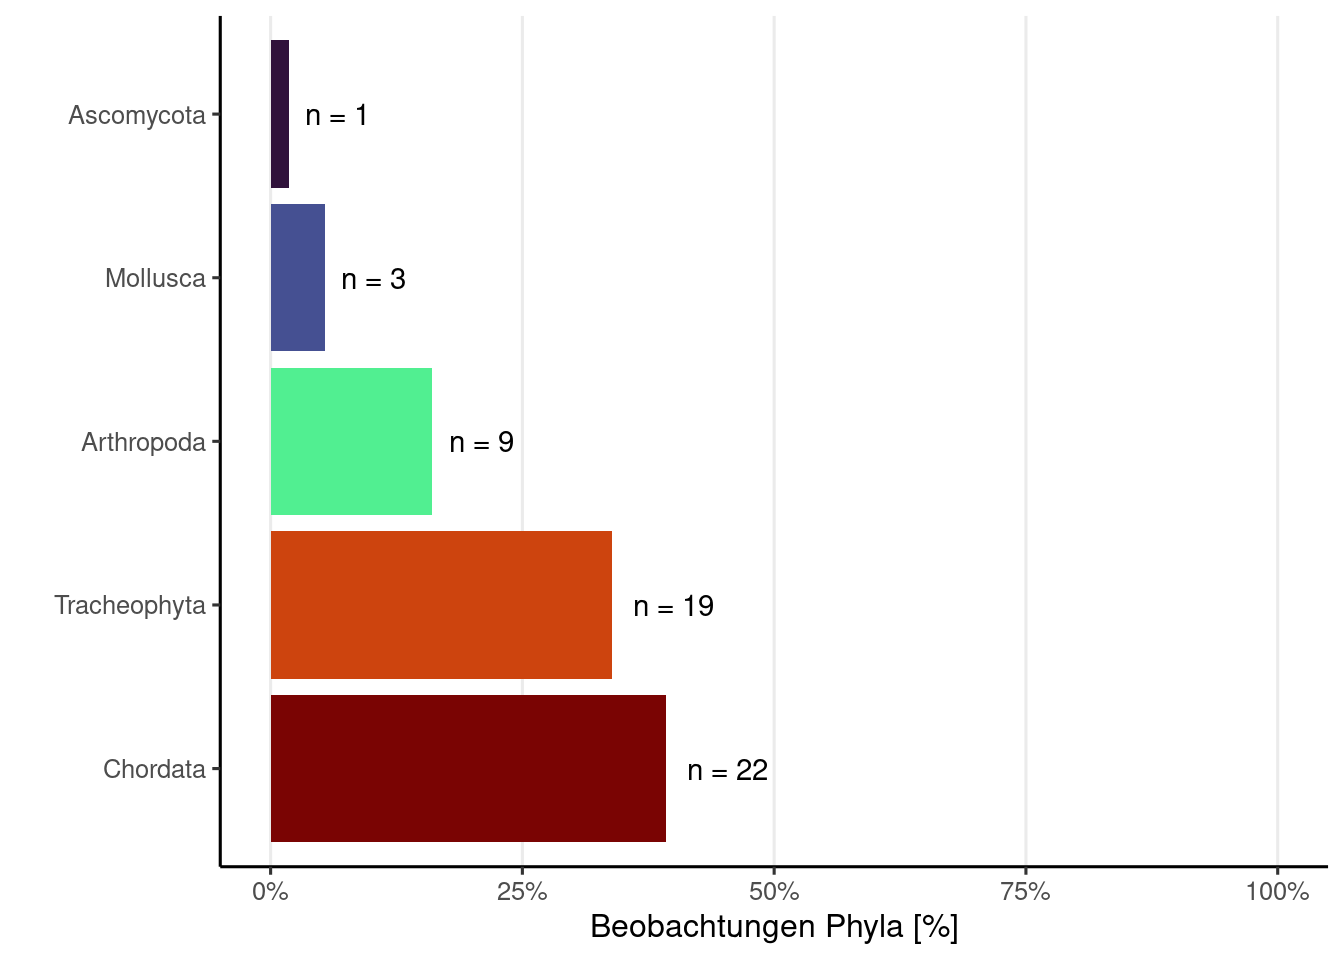 Ascomycota
n = 1
Mollusca
n = 3
Arthropoda
n = 9
Tracheophyta
n = 19
Chordata
n = 22
0% 25% 50% 75% 100%
Beobachtungen Phyla [%]